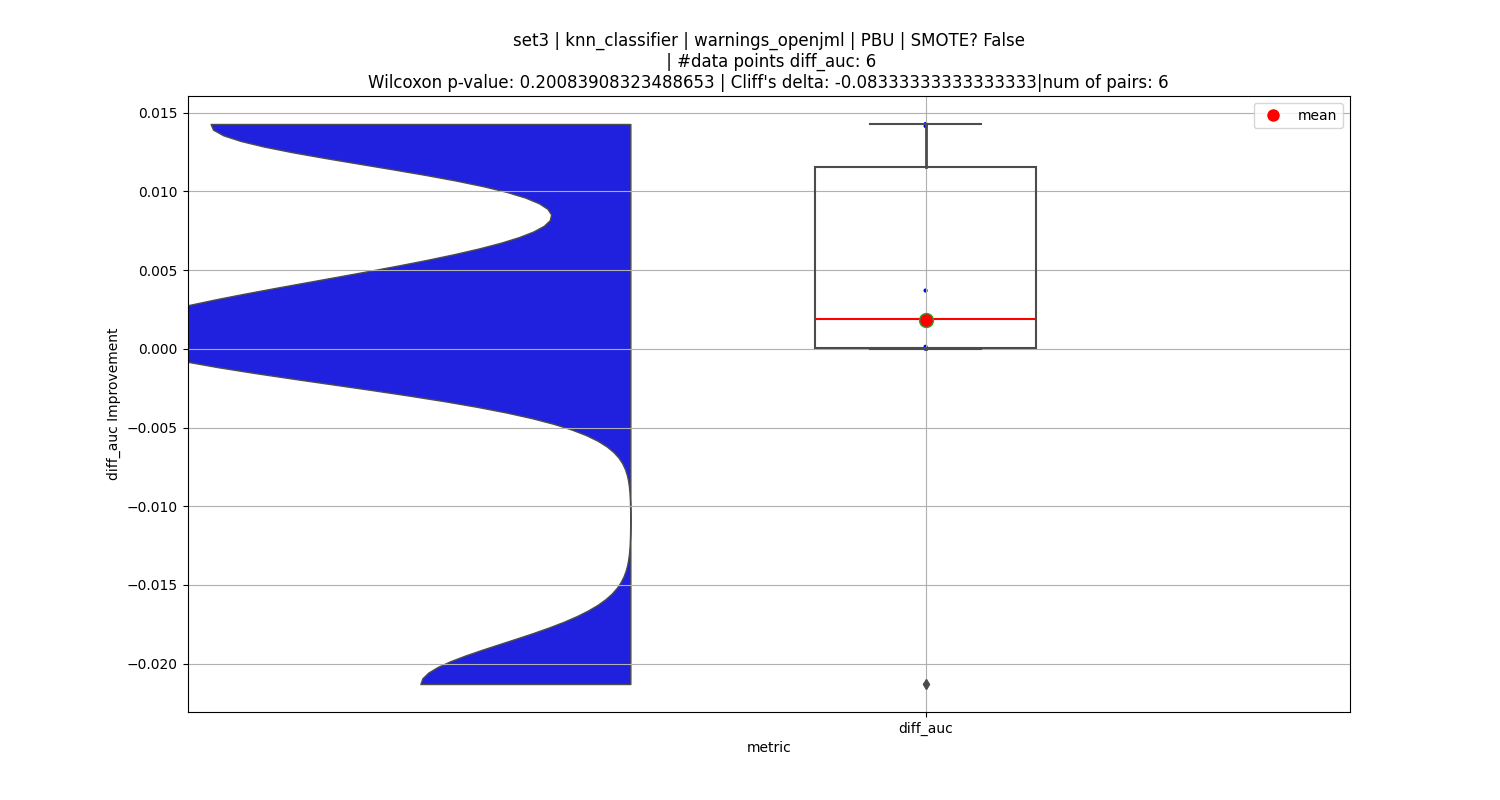 set3 | knn_classifier | warnings_openjml | PBU | SMOTE? False
| #data points diff_auc: 6
Wilcoxon p-value: 0.20083908323488653 | Cliff's delta: -0.08333333333333333|num of pairs: 6
mean
0.015
0.010
0.005
0.000
−0.005
−0.010
−0.015
−0.020
diff_auc Improvement
diff_auc
metric